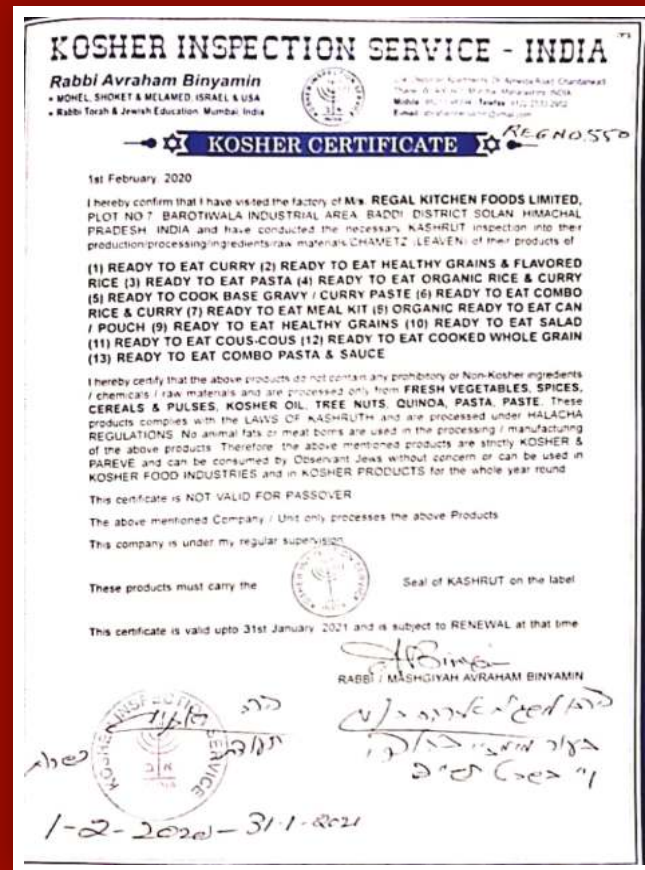 KOSHER INSPECTION SERVICE - INDIA
Rabbi Avraham Binyamin
• MOHEL, SHOKET & MELAMED, ISRAEL & USA
• Rabbi Torah & Jewish Education, Mumbai, India
REG NO. 550
KOSHER CERTIFICATE
1st February, 2020
I hereby confirm that I have visited the factory of M/s. REGAL KITCHEN FOODS LIMITED,
PLOT NO.7, BAROTIWALA INDUSTRIAL AREA, BADDI, DISTRICT SOLAN, HIMACHAL
PRADESH, INDIA and have conducted the necessary KASHRUT inspection into their
production/processing/ingredients/raw materials CHAMETZ (LEAVEN) of their products of
(1) READY TO EAT CURRY (2) READY TO EAT HEALTHY GRAINS & FLAVORED
RICE (3) READY TO EAT PASTA (4) READY TO EAT ORGANIC RICE & CURRY
(5) READY TO COOK BASE GRAVY / CURRY PASTE (6) READY TO EAT COMBO
RICE & CURRY (7) READY TO EAT MEAL KIT (8) ORGANIC READY TO EAT CAN
/ POUCH (9) READY TO EAT HEALTHY GRAINS (10) READY TO EAT SALAD
(11) READY TO EAT COUS-COUS (12) READY TO EAT COOKED WHOLE GRAIN
(13) READY TO EAT COMBO PASTA & SAUCE
I hereby certify that the above products do not contain any prohibitory or Non-Kosher ingredients
/ chemicals / raw materials and are processed only from FRESH VEGETABLES, SPICES,
CEREALS & PULSES, KOSHER OIL, TREE NUTS, QUINOA, PASTA, PASTE. These
products complies with the LAWS OF KASHRUTH and are processed under HALACHA
REGULATIONS. No animal fats or meat borns are used in the processing / manufacturing
of the above products. Therefore, the above mentioned products are strictly KOSHER &
PAREVE and can be consumed by Observant Jews without concern or can be used in
KOSHER FOOD INDUSTRIES and in KOSHER PRODUCTS for the whole year round
This certificate is NOT VALID FOR PASSOVER
The above mentioned Company / Unit only processes the above Products
This company is under my regular supervision
These products must carry the Seal of KASHRUT on the label
This certificate is valid upto 31st January, 2021 and is subject to RENEWAL at that time
RABBI / MASHGIYAH AVRAHAM BINYAMIN
KOSHER INSPECTION SERVICE
1-2-2020-31-1-2021